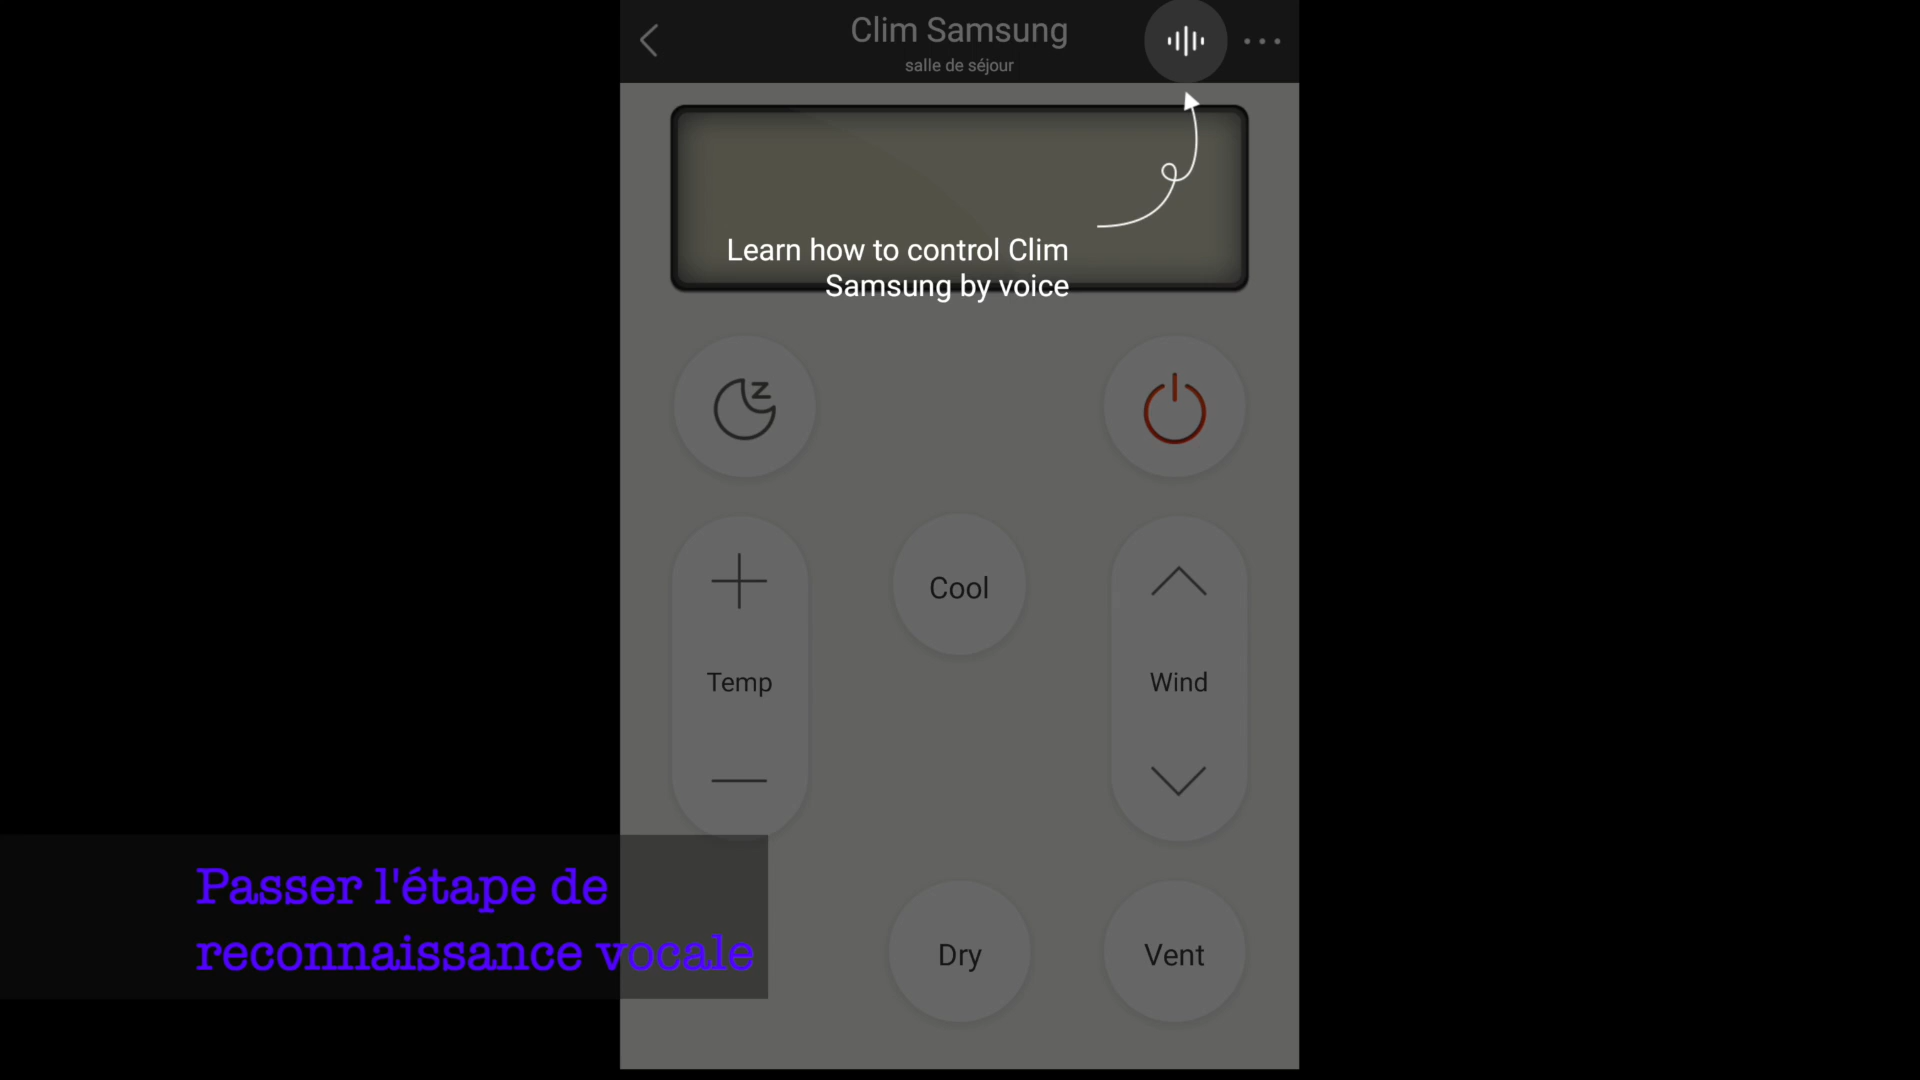 Clim Samsung
salle de séjour
Learn how to control Clim
Samsung by voice
Cool
Temp
Wind
Passer l'étape de
reconnaissance vocale
Dry
Vent